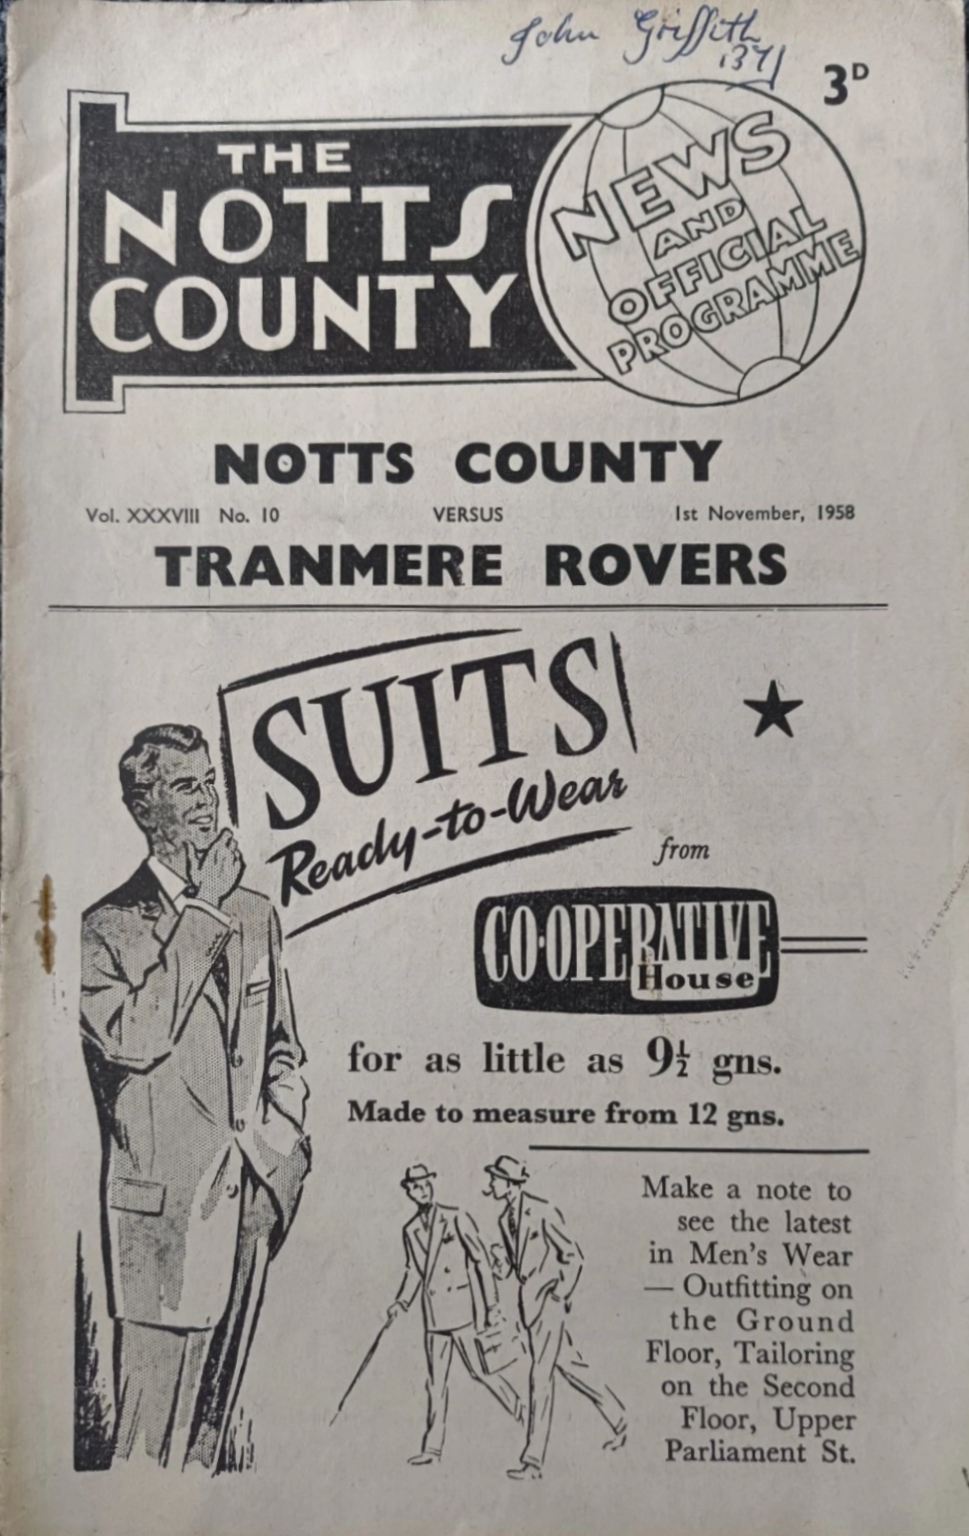 John Griffith
1371
3D
THE
NOTTS
COUNTY
NEWS
AND
OFFICIAL
PROGRAMME
NOTTS COUNTY
Vol. XXXVIII No. 10 VERSUS 1st November, 1958
TRANMERE ROVERS
SUITS
Ready-to-Wear
from
CO-OPERATIVE
House
for as little as 9½ gns.
Made to measure from 12 gns.
Make a note to
see the latest
in Men's Wear
— Outfitting on
the Ground
Floor, Tailoring
on the Second
Floor, Upper
Parliament St.